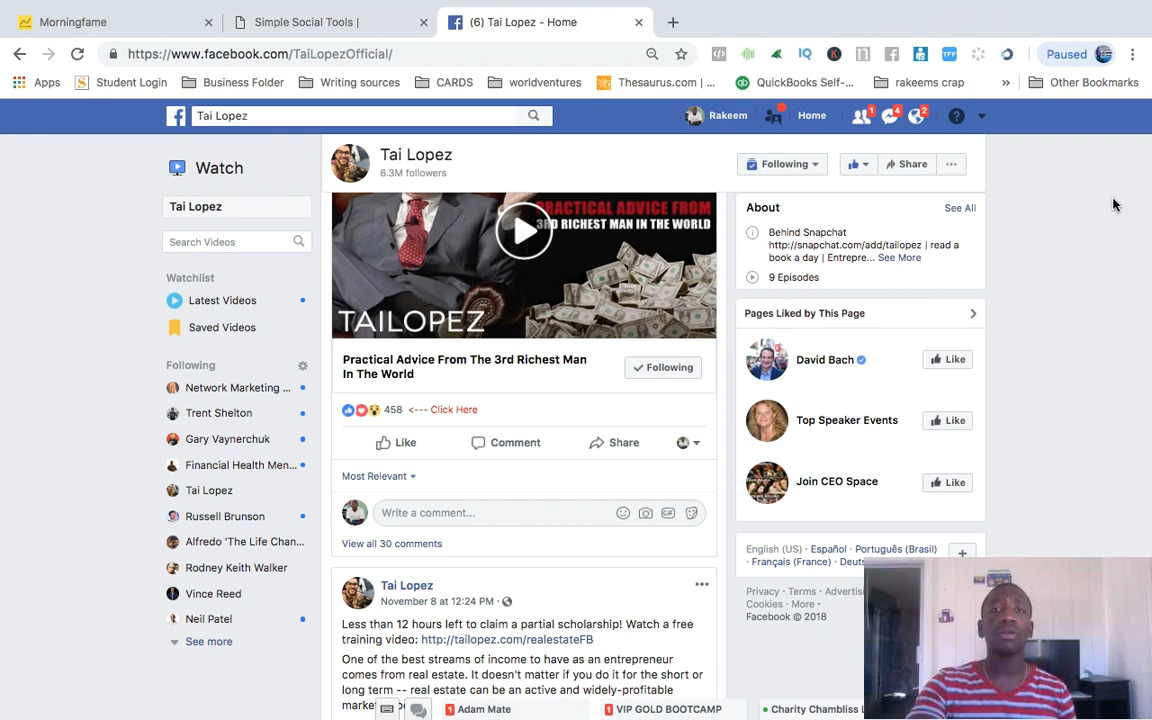 Morningfame
Simple Social Tools |
(6) Tai Lopez - Home
https://www.facebook.com/TaiLopezOfficial/
Paused
Apps
Student Login
Business Folder
Writing sources
CARDS
worldventures
Thesaurus.com | ...
QuickBooks Self-...
rakeems crap
»
Other Bookmarks
Tai Lopez
Rakeem
Home
1
4
2
Watch
Tai Lopez
Search Videos
Watchlist
Latest Videos
Saved Videos
Following
Network Marketing ...
Trent Shelton
Gary Vaynerchuk
Financial Health Men...
Tai Lopez
Russell Brunson
Alfredo 'The Life Chan...
Rodney Keith Walker
Vince Reed
Neil Patel
See more
Tai Lopez
6.3M followers
Following
Share
PRACTICAL ADVICE FROM
3RD RICHEST MAN
IN THE WORLD
TAILOPEZ
Practical Advice From The 3rd Richest Man
In The World
Following
458 <--- Click Here
Like
Comment
Share
Most Relevant
Write a comment...
GIF
View all 30 comments
Tai Lopez
November 8 at 12:24 PM ·
Less than 12 hours left to claim a partial scholarship! Watch a free
training video: http://tailopez.com/realestateFB
One of the best streams of income to have as an entrepreneur
comes from real estate. It doesn't matter if you do it for the short or
long term -- real estate can be an active and widely-profitable
About
See All
Behind Snapchat
http://snapchat.com/add/tailopez | read a
book a day | Entrepre... See More
9 Episodes
Pages Liked by This Page
David Bach
Like
Top Speaker Events
Like
Join CEO Space
Like
English (US) · Español · Português (Brasil)
· Français (France) ·
Privacy · Terms ·
Cookies · More
Facebook © 2018
1 Adam Mate
1 VIP GOLD BOOTCAMP
Charity Chambliss